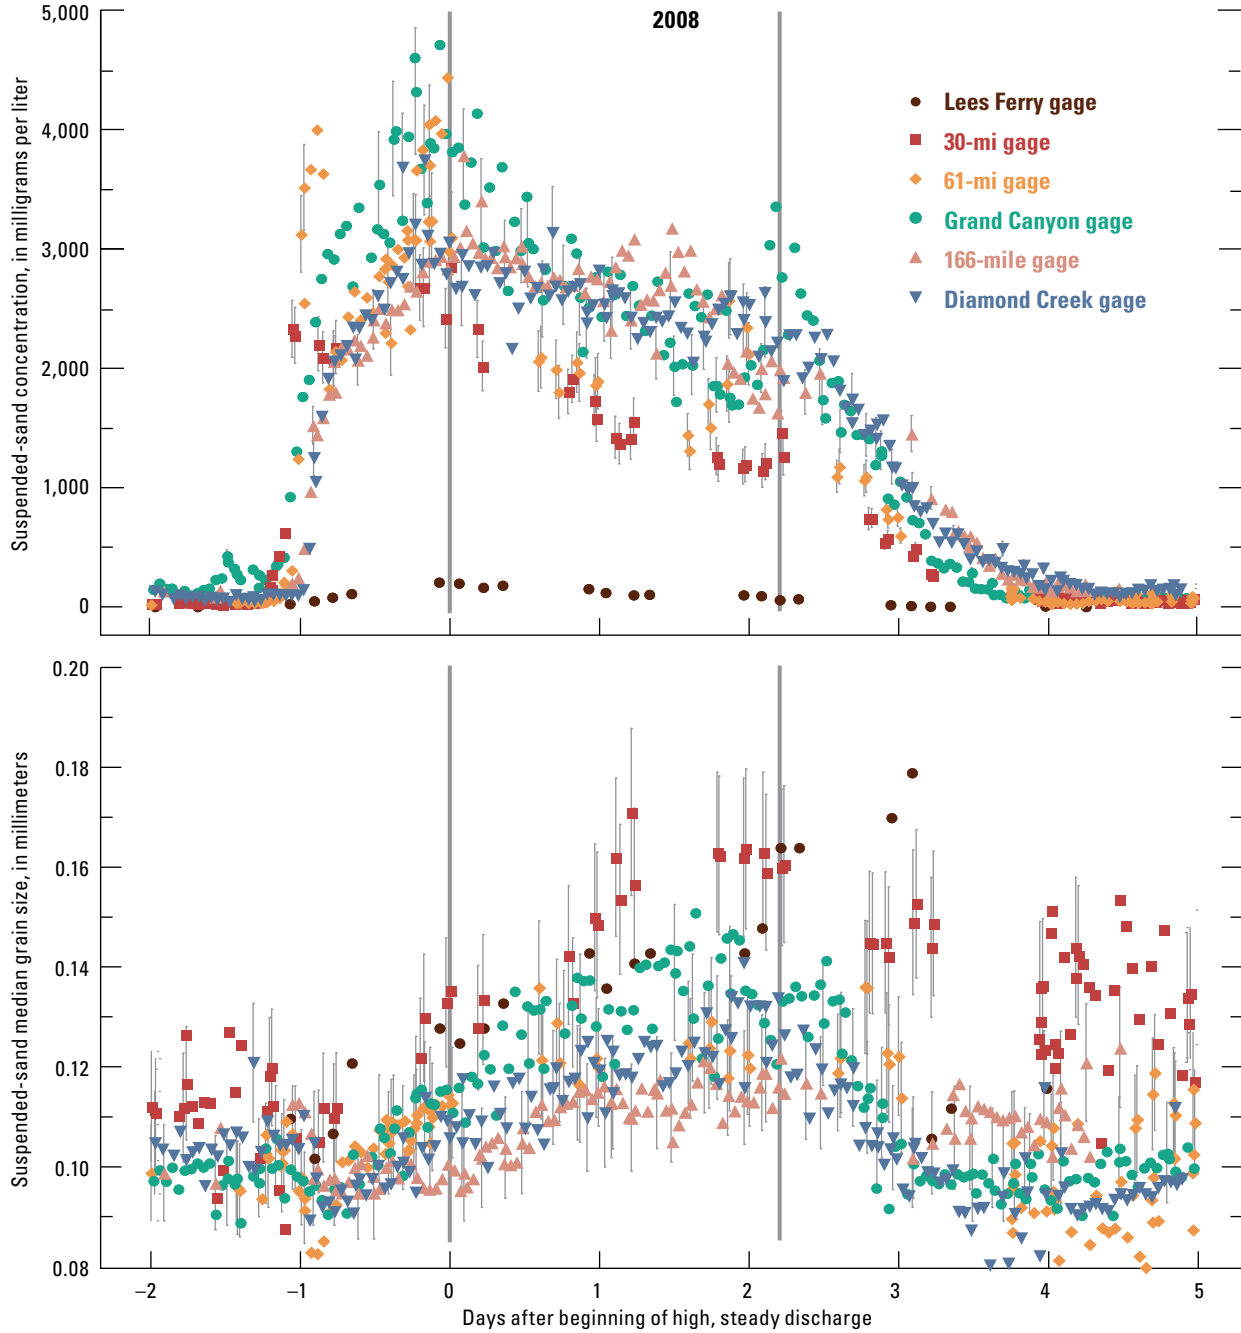 2008
5,000
4,000
3,000
2,000
1,000
0
Suspended-sand concentration, in milligrams per liter
Lees Ferry gage
30-mi gage
61-mi gage
Grand Canyon gage
166-mile gage
Diamond Creek gage
0.20
0.18
0.16
0.14
0.12
0.10
0.08
Suspended-sand median grain size, in millimeters
–2 –1 0 1 2 3 4 5
Days after beginning of high, steady discharge